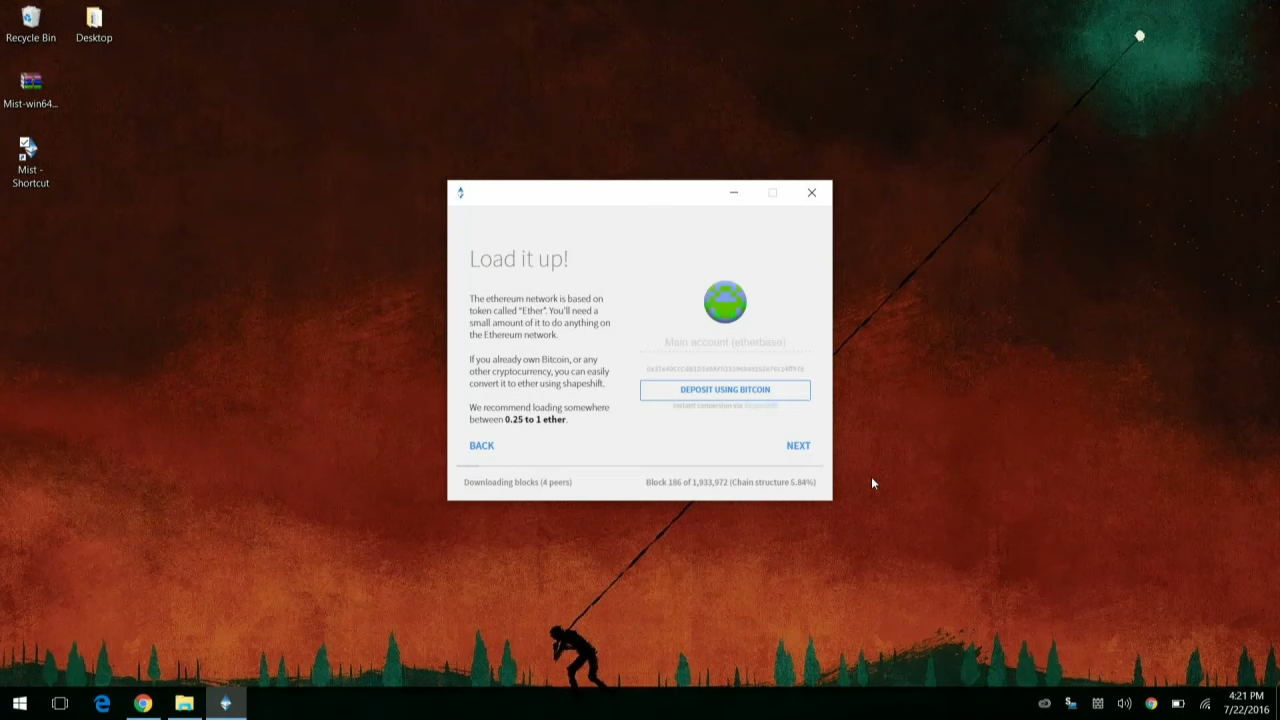 Recycle Bin
Desktop
Mist-win64...
Mist -
Shortcut
Load it up!
The ethereum network is based on
token called "Ether". You'll need a
small amount of it to do anything on
the Ethereum network.
If you already own Bitcoin, or any
other cryptocurrency, you can easily
convert it to ether using shapeshift.
We recommend loading somewhere
between 0.25 to 1 ether.
Main account (etherbase)
DEPOSIT USING BITCOIN
Instant conversion via
BACK
NEXT
Downloading blocks (4 peers)
Block 186 of 1,933,972 (Chain structure 5.84%)
4:21 PM
7/22/2016